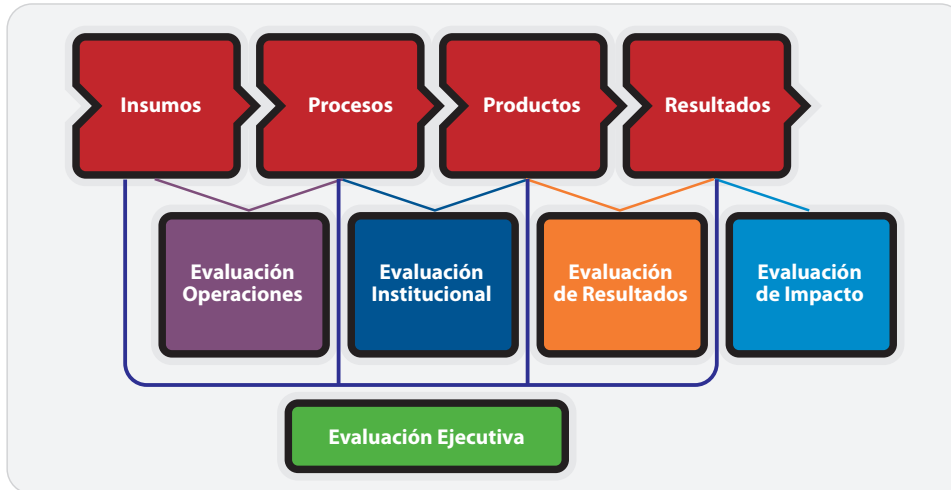 Insumos
Procesos
Productos
Resultados
Evaluación
Operaciones
Evaluación
Institucional
Evaluación
de Resultados
Evaluación
de Impacto
Evaluación Ejecutiva